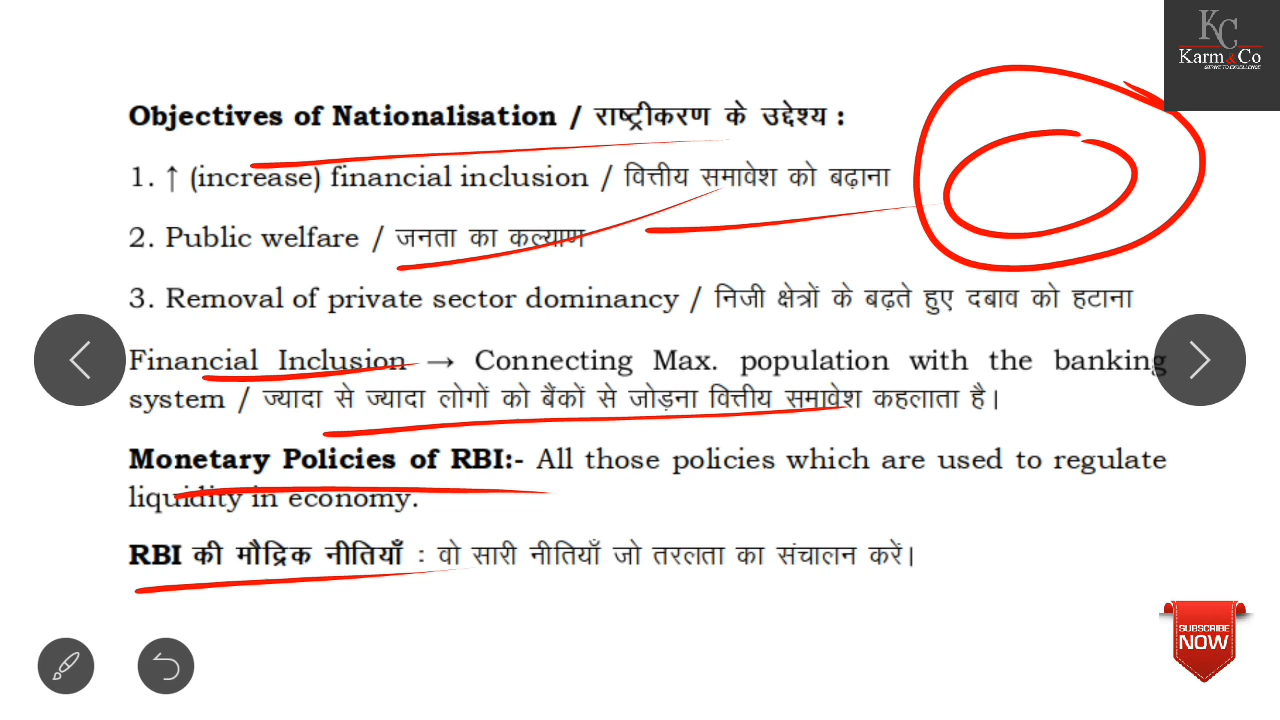 KC
Karm&Co
Objectives of Nationalisation / राष्ट्रीकरण के उद्देश्य :
1. ↑ (increase) financial inclusion / वित्तीय समावेश को बढ़ाना
2. Public welfare / जनता का कल्याण
3. Removal of private sector dominancy / निजी क्षेत्रों के बढ़ते हुए दबाव को हटाना
Financial Inclusion → Connecting Max. population with the banking
system / ज्यादा से ज्यादा लोगों को बैंकों से जोड़ना वित्तीय समावेश कहलाता है।
Monetary Policies of RBI:- All those policies which are used to regulate
liquidity in economy.
RBI की मौद्रिक नीतियाँ : वो सारी नीतियाँ जो तरलता का संचालन करें।
SUBSCRIBE
NOW